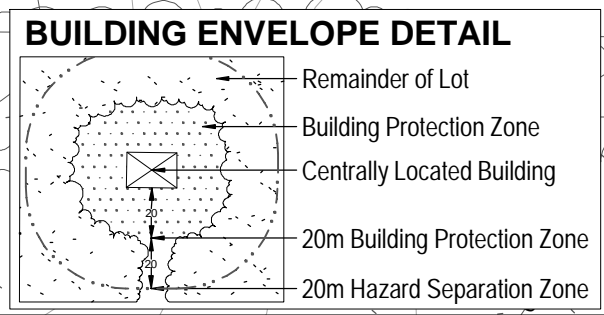 BUILDING ENVELOPE DETAIL
Remainder of Lot
Building Protection Zone
Centrally Located Building
20
20m Building Protection Zone
20
20m Hazard Separation Zone